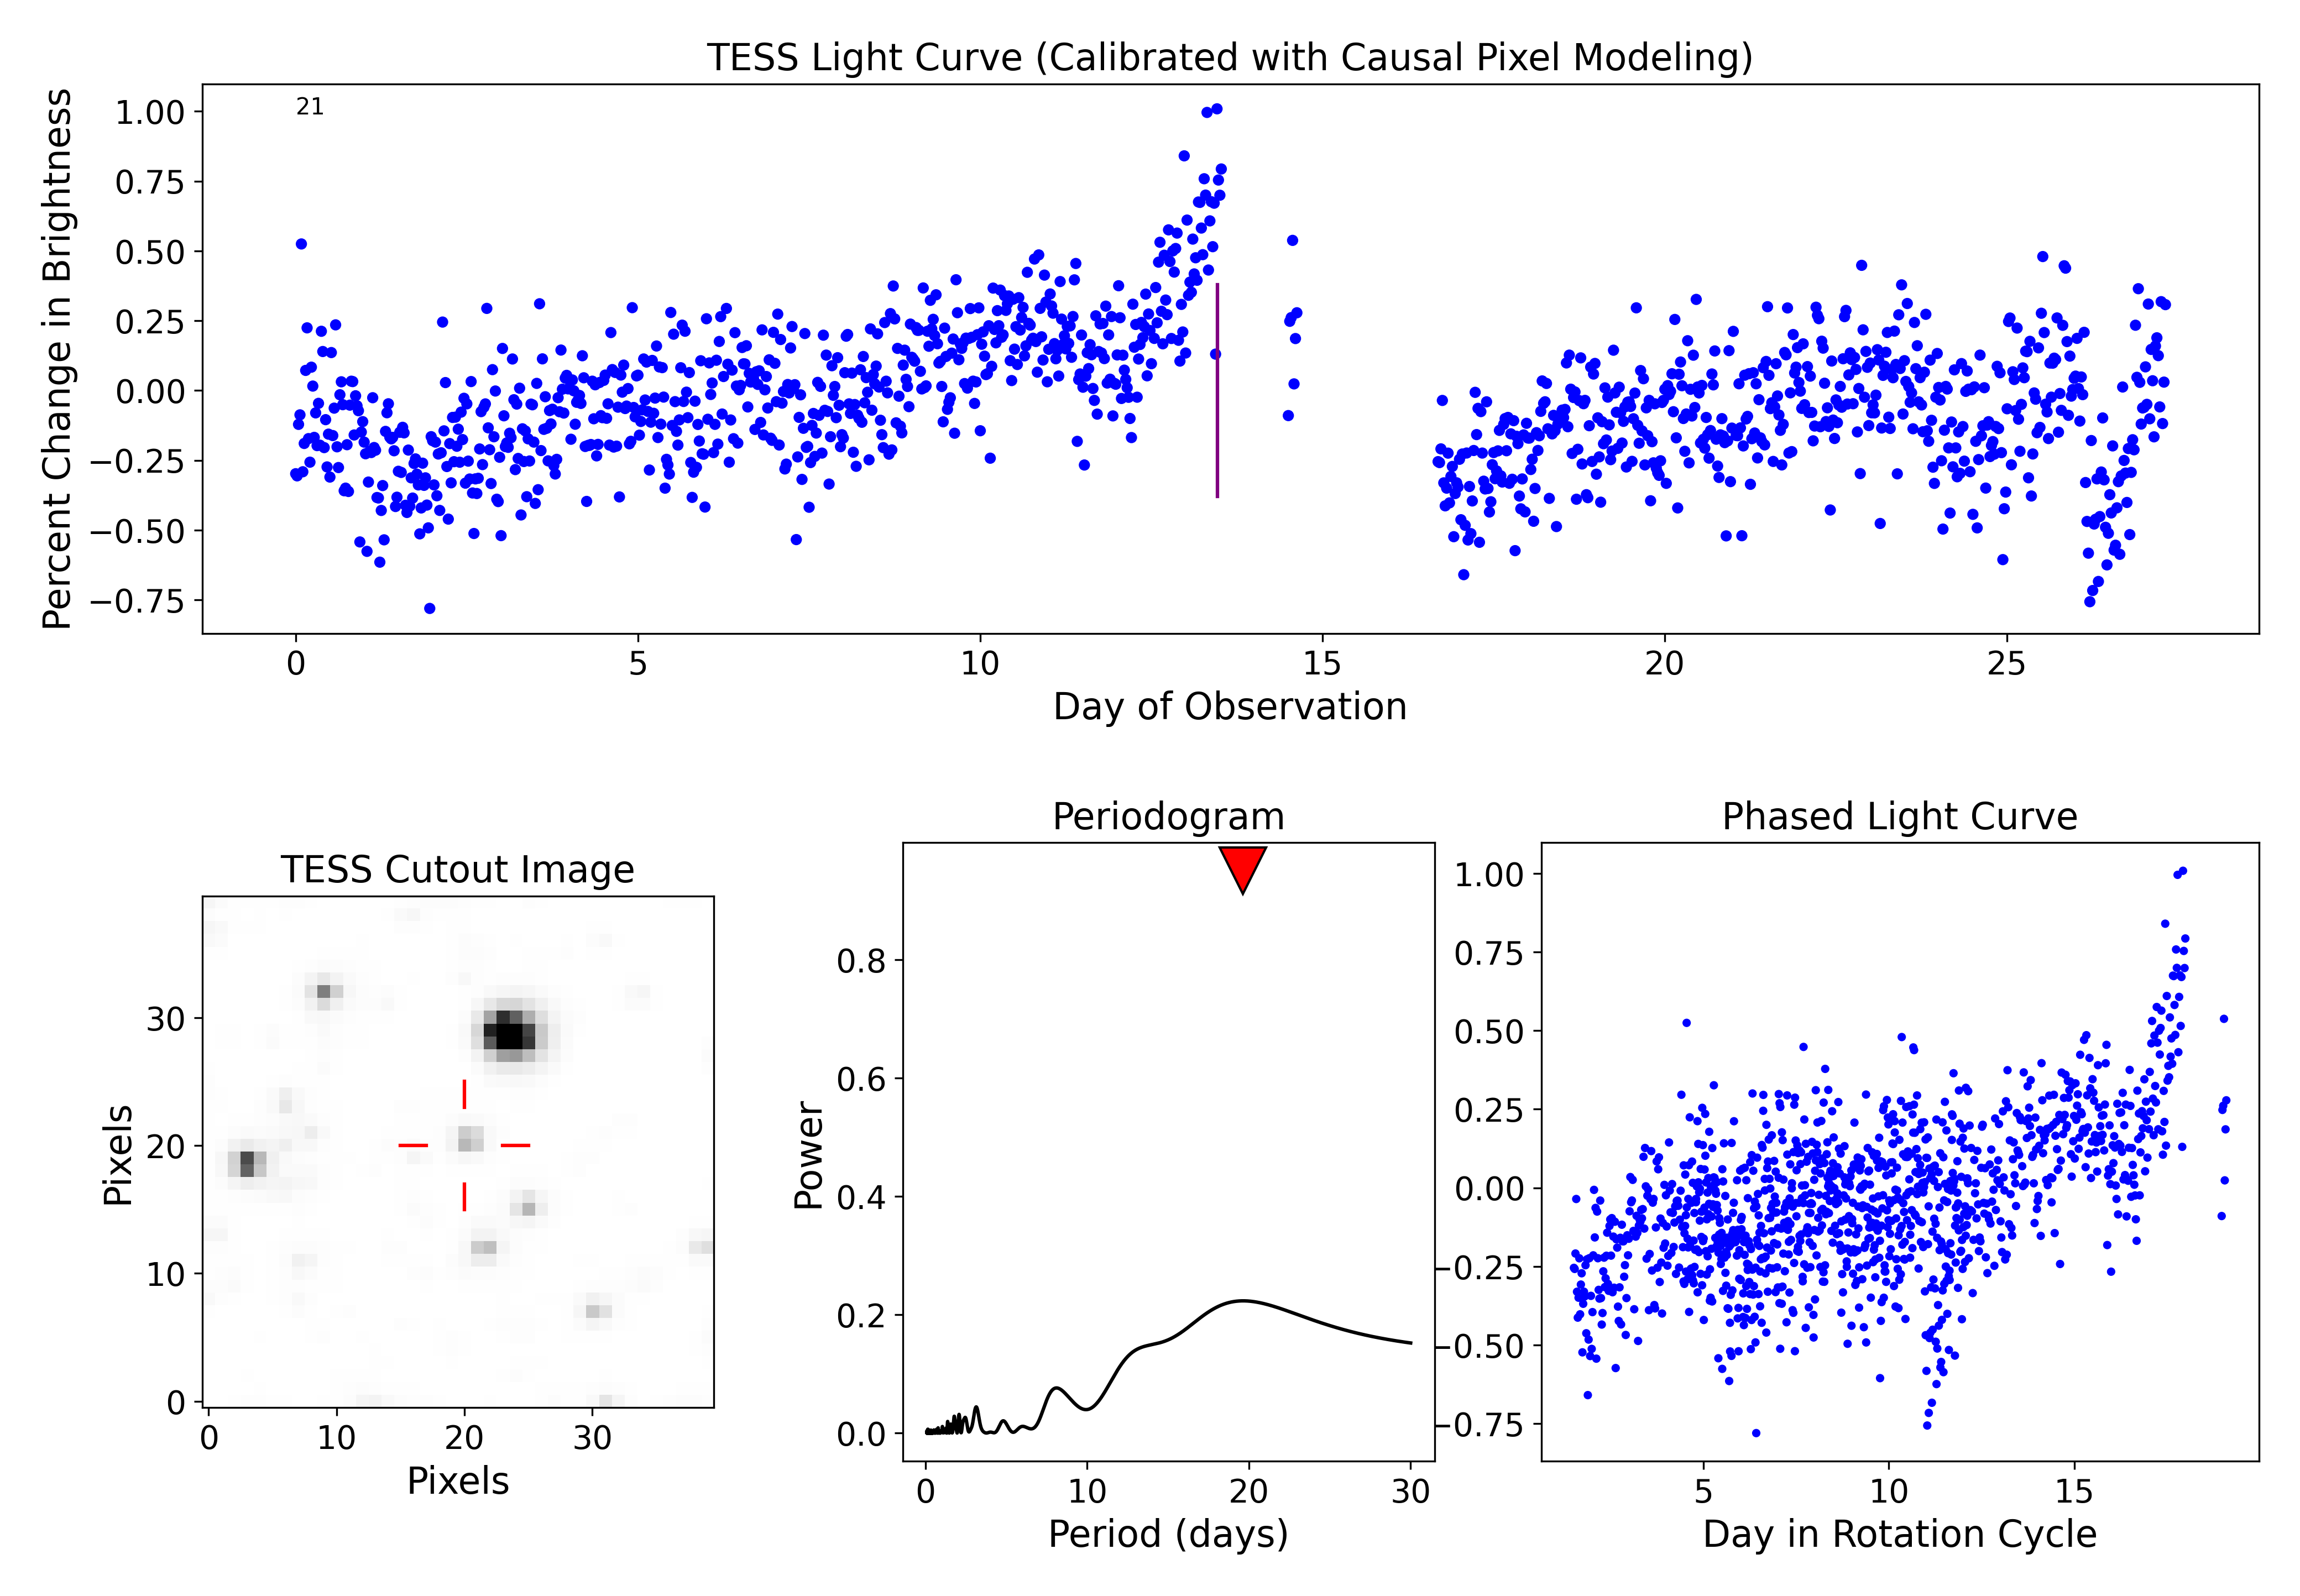 TESS Light Curve (Calibrated with Causal Pixel Modeling)
Percent Change in Brightness
1.00
0.75
0.50
0.25
0.00
−0.25
−0.50
−0.75
21
0 5 10 15 20 25
Day of Observation
TESS Cutout Image
Pixels
30
20
10
0
0 10 20 30
Pixels
Periodogram
Power
0.8
0.6
0.4
0.2
0.0
0 10 20 30
Period (days)
Phased Light Curve
1.00
0.75
0.50
0.25
0.00
−0.25
−0.50
−0.75
5 10 15
Day in Rotation Cycle